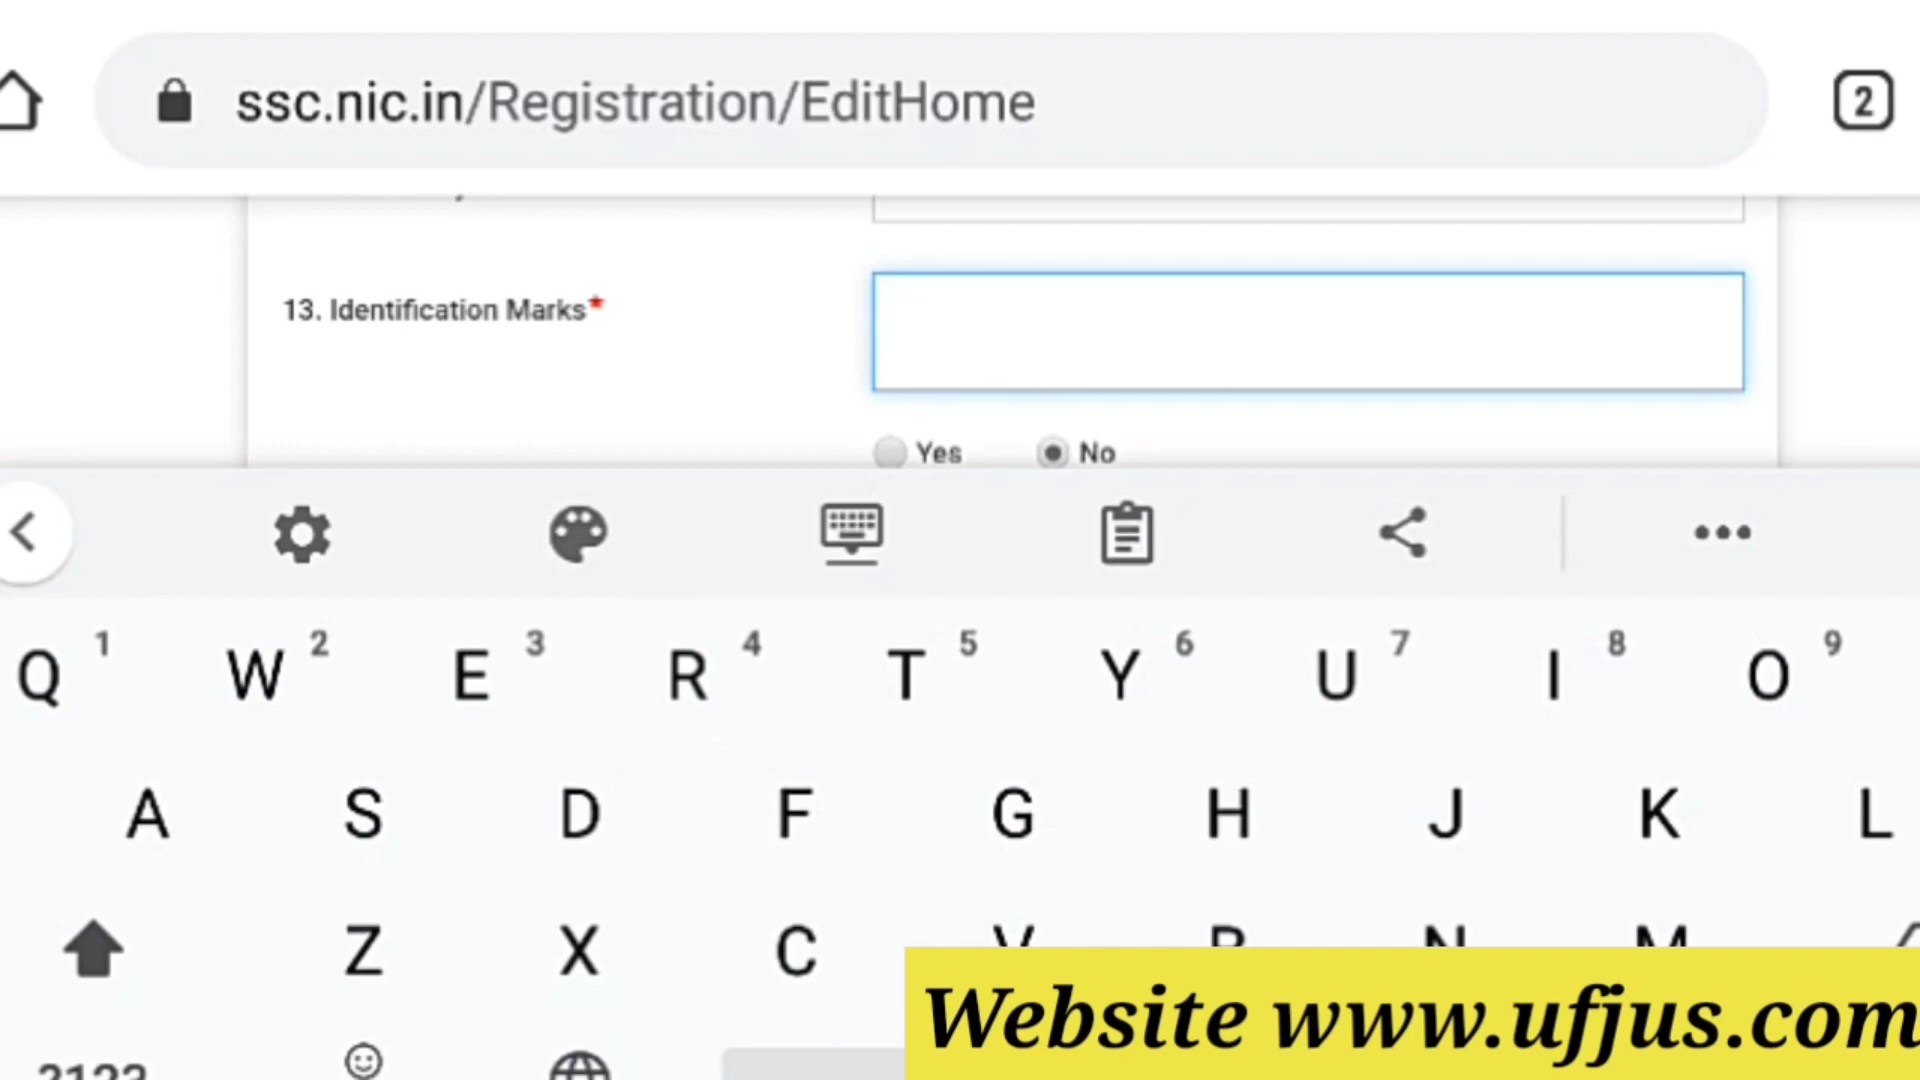 ssc.nic.in/Registration/EditHome
2
13. Identification Marks*
Yes No
1 2 3 4 5 6 7 8 9
Q W E R T Y U I O
A S D F G H J K L
Z X C V B N M
Website www.ufjus.com